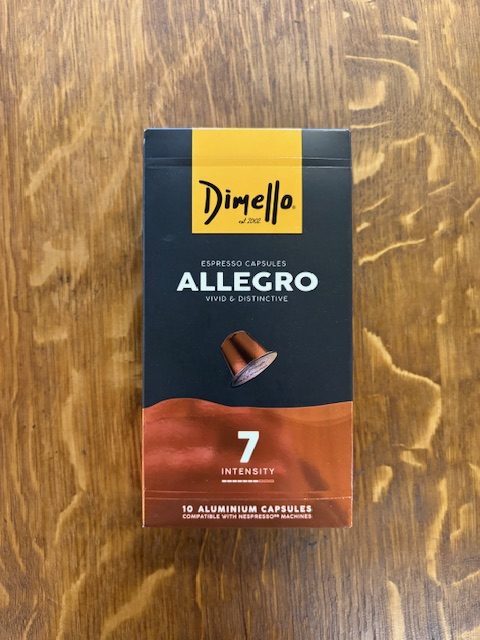 Dimello
est. 2002
ESPRESSO CAPSULES
ALLEGRO
VIVID & DISTINCTIVE
7
INTENSITY
10 ALUMINIUM CAPSULES
COMPATIBLE WITH NESPRESSO®* MACHINES